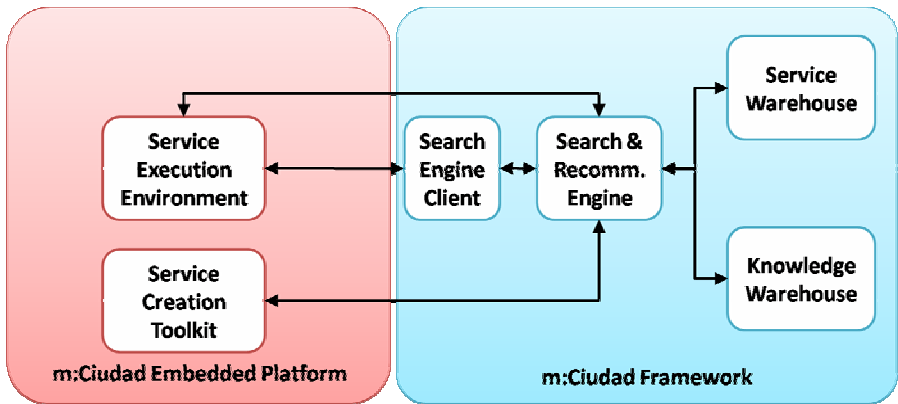 Service
Execution
Environment
Service
Creation
Toolkit
m:Ciudad Embedded Platform
Search
Engine
Client
Search &
Recomm.
Engine
Service
Warehouse
Knowledge
Warehouse
m:Ciudad Framework